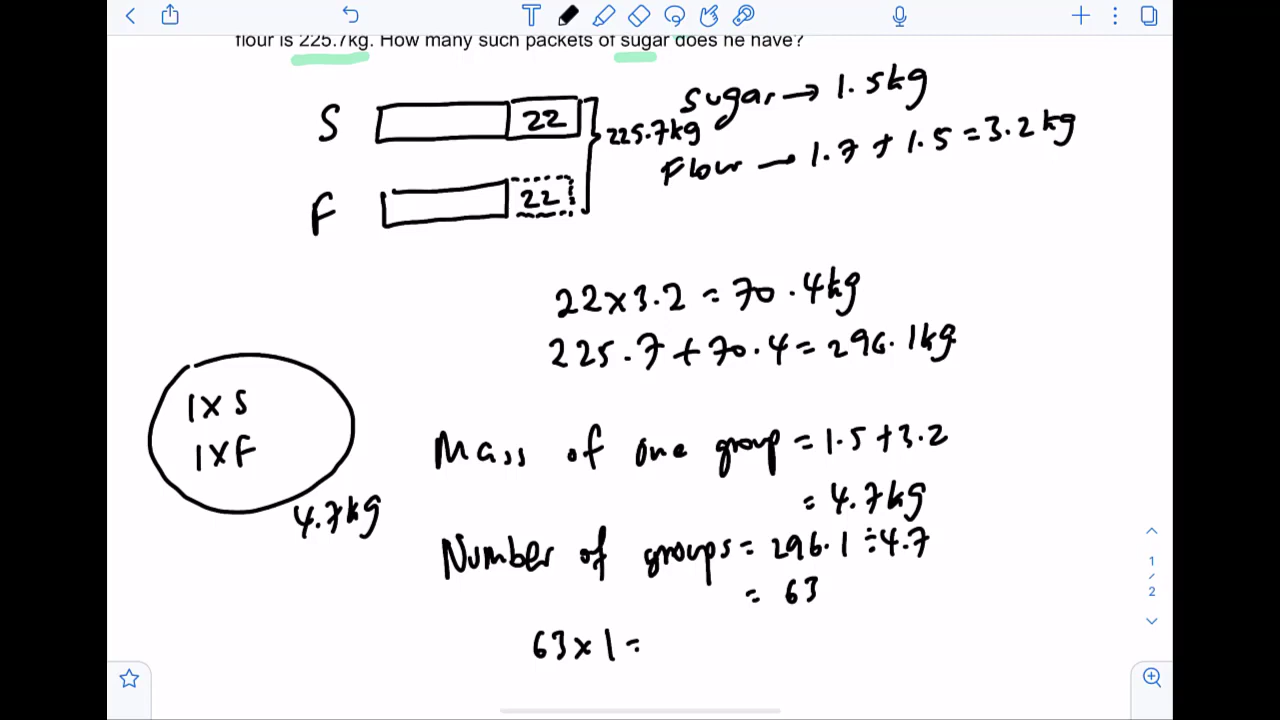 flour is 225.7kg. How many such packets of sugar does he have?
S 22
225.7kg
Sugar → 1.5kg
Flour → 1.7 + 1.5 = 3.2kg
F 22
22 x 3.2 = 70.4kg
225.7 + 70.4 = 296.1kg
1 x S
1 x F
4.7kg
Mass of one group = 1.5 + 3.2
= 4.7kg
Number of groups = 296.1 ÷ 4.7
= 63
63 x 1 =
1
/
2